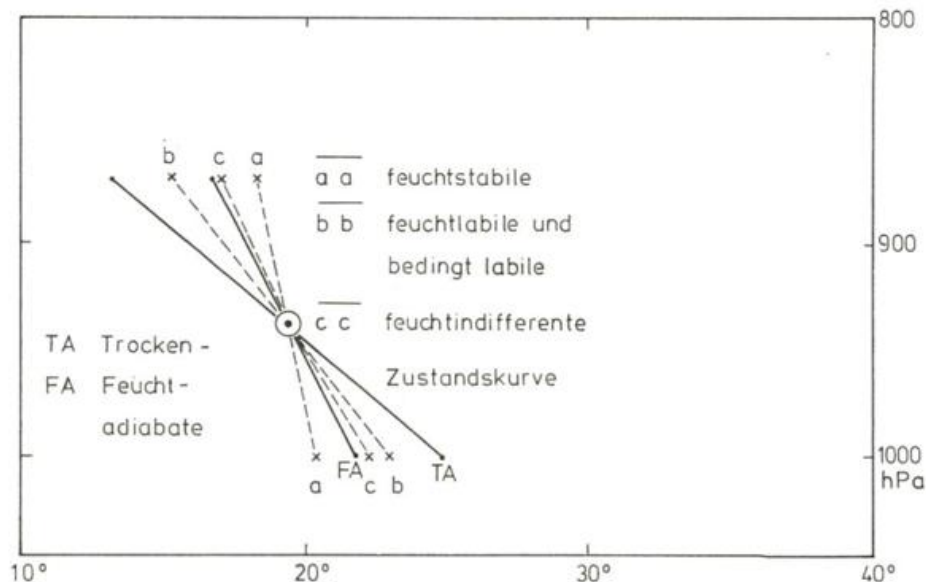 800
b c a
a a feuchtstabile
b b feuchtlabile und
bedingt labile
900
c c feuchtindifferente
TA Trocken-
Zustandskurve
FA Feucht-
adiabate
1000
hPa
FA TA
a c b
10° 20° 30° 40°